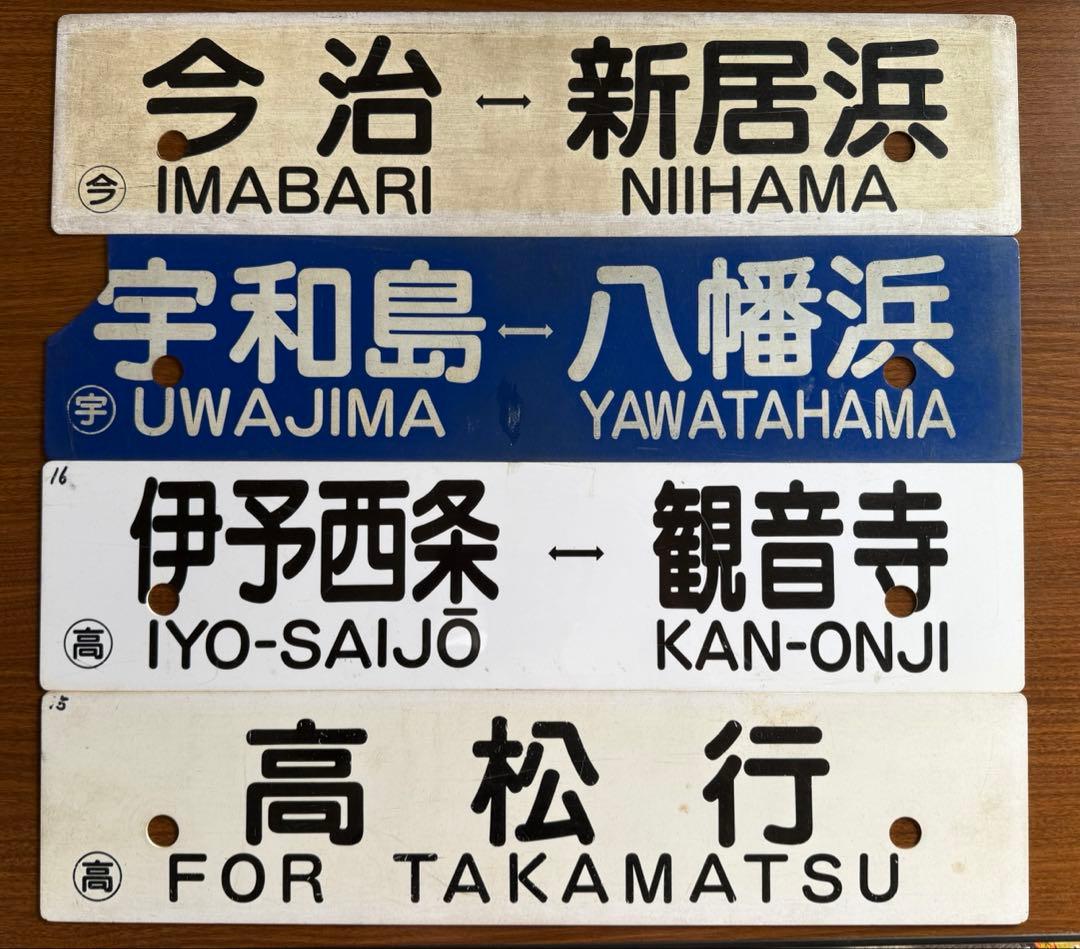 今治 ↔ 新居浜
今 IMABARI NIIHAMA
宇和島 ↔ 八幡浜
宇 UWAJIMA YAWATAHAMA
16
伊予西条 ↔ 観音寺
高 IYO-SAIJŌ KAN-ONJI
15
高松行
高 FOR TAKAMATSU